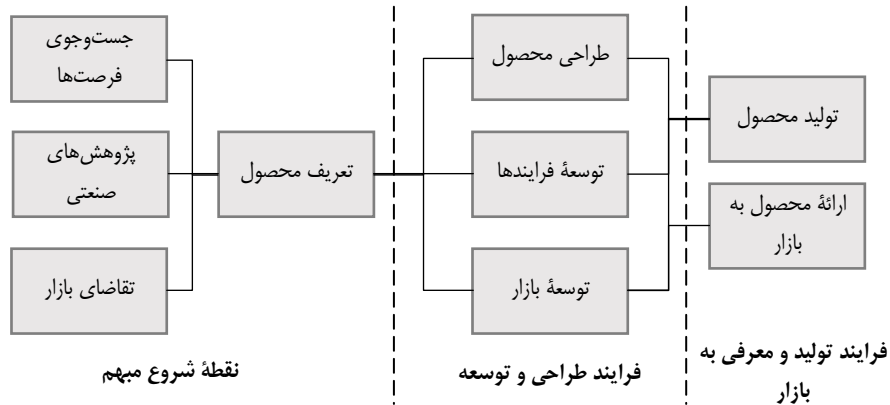 جست‌وجوی
فرصت‌ها
پژوهش‌های
صنعتی
تقاضای بازار
تعریف محصول
طراحی محصول
توسعهٔ فرایندها
توسعهٔ بازار
تولید محصول
ارائهٔ محصول به
بازار
نقطهٔ شروع مبهم
فرایند طراحی و توسعه
فرایند تولید و معرفی به
بازار